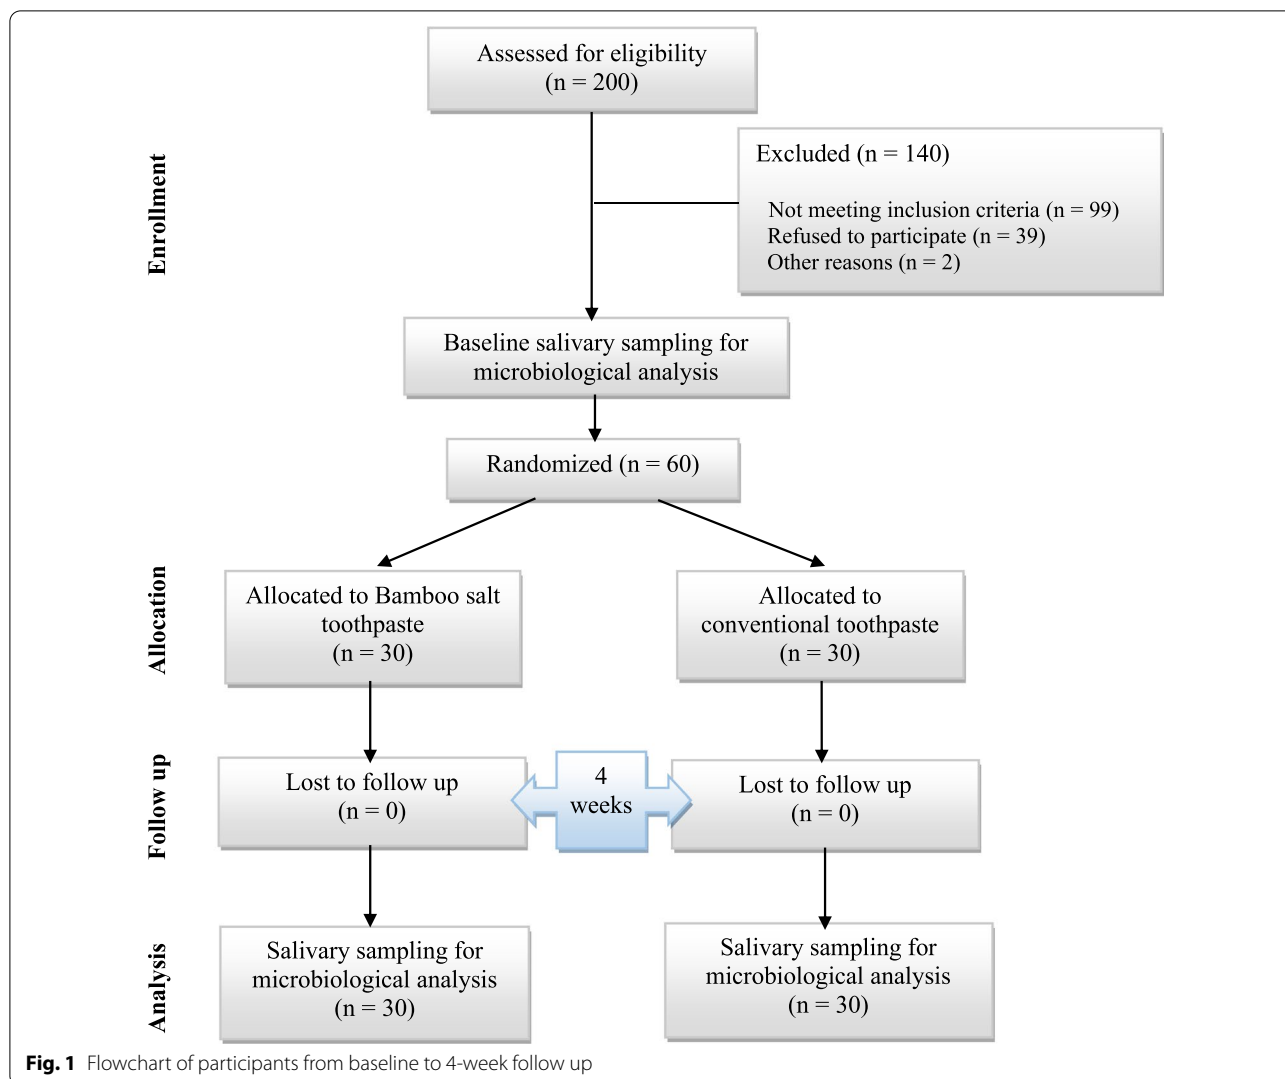 Assessed for eligibility
(n = 200)
Enrollment
Excluded (n = 140)
Not meeting inclusion criteria (n = 99)
Refused to participate (n = 39)
Other reasons (n = 2)
Baseline salivary sampling for
microbiological analysis
Randomized (n = 60)
Allocation
Allocated to Bamboo salt
toothpaste
(n = 30)
Allocated to
conventional toothpaste
(n = 30)
Follow up
Lost to follow up
(n = 0)
4
weeks
Lost to follow up
(n = 0)
Analysis
Salivary sampling for
microbiological analysis
(n = 30)
Salivary sampling for
microbiological analysis
(n = 30)
Fig. 1 Flowchart of participants from baseline to 4-week follow up